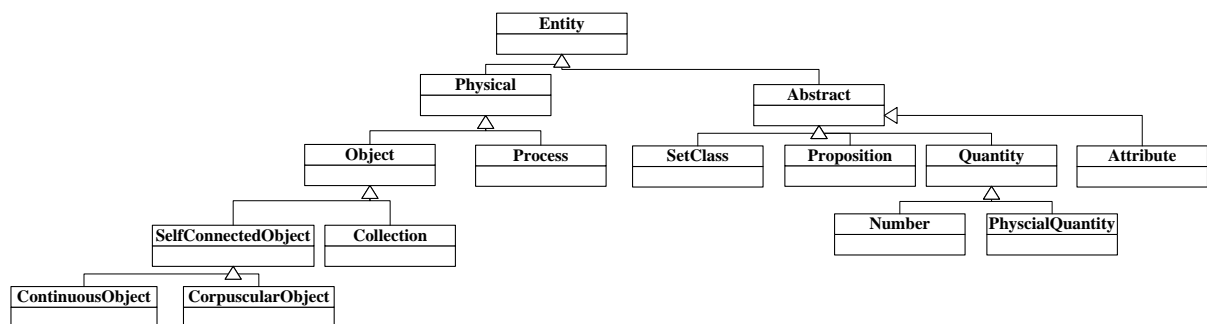 Entity
Physical
Abstract
Object
Process
SetClass
Proposition
Quantity
Attribute
SelfConnectedObject
Collection
Number
PhyscialQuantity
ContinuousObject
CorpuscularObject